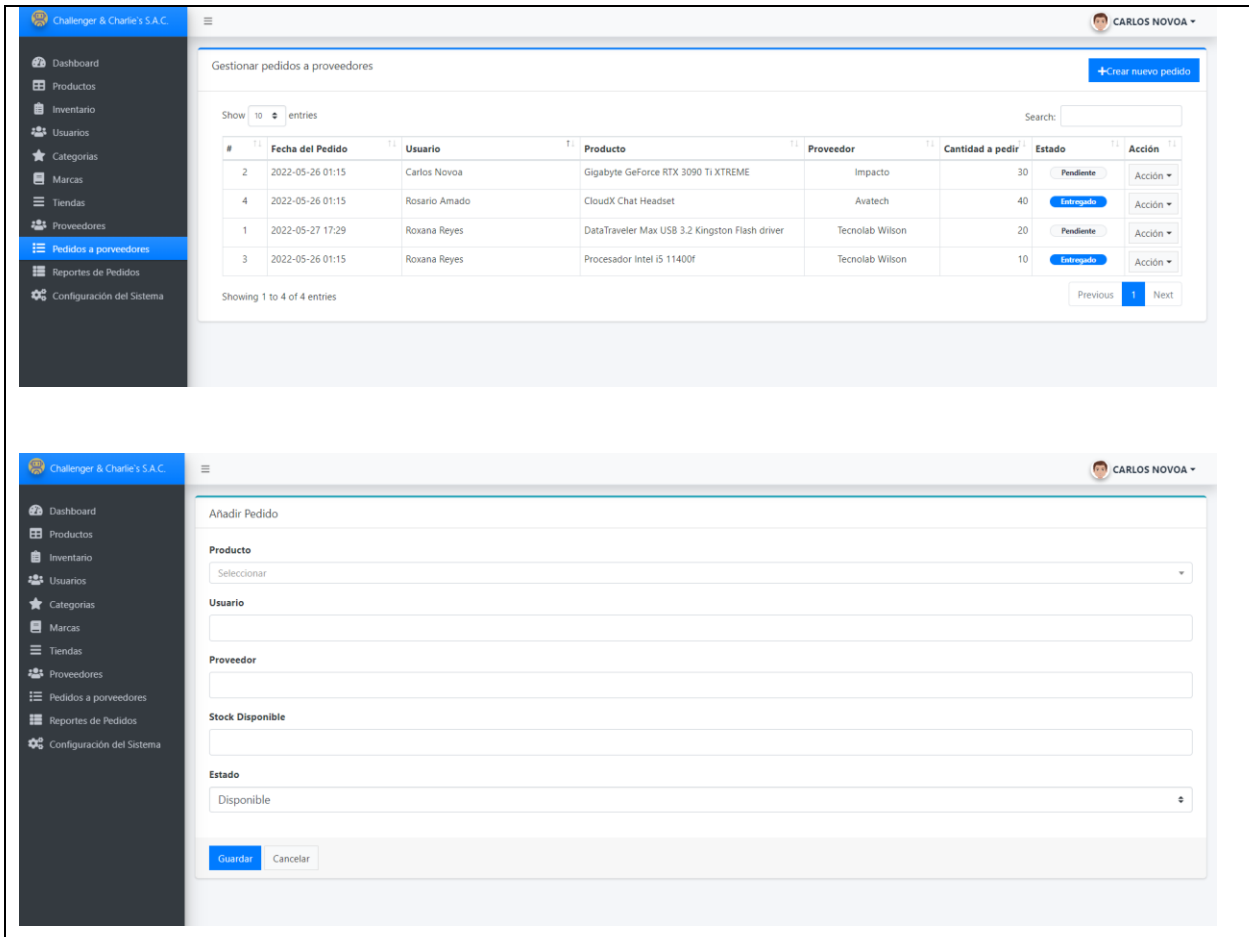 Challenger & Charlie's S.A.C.
CARLOS NOVOA
Dashboard
Productos
Inventario
Usuarios
Categorias
Marcas
Tiendas
Proveedores
Pedidos a porveedores
Reportes de Pedidos
Configuración del Sistema
Gestionar pedidos a proveedores
+Crear nuevo pedido
Show 10 entries
Search:
# Fecha del Pedido Usuario Producto Proveedor Cantidad a pedir Estado Acción
2 2022-05-26 01:15 Carlos Novoa Gigabyte GeForce RTX 3090 Ti XTREME Impacto 30 Pendiente Acción
4 2022-05-26 01:15 Rosario Amado CloudX Chat Headset Avatech 40 Entregado Acción
1 2022-05-27 17:29 Roxana Reyes DataTraveler Max USB 3.2 Kingston Flash driver Tecnolab Wilson 20 Pendiente Acción
3 2022-05-26 01:15 Roxana Reyes Procesador Intel i5 11400f Tecnolab Wilson 10 Entregado Acción
Showing 1 to 4 of 4 entries
Previous 1 Next
Challenger & Charlie's S.A.C.
CARLOS NOVOA
Dashboard
Productos
Inventario
Usuarios
Categorias
Marcas
Tiendas
Proveedores
Pedidos a porveedores
Reportes de Pedidos
Configuración del Sistema
Añadir Pedido
Producto
Seleccionar
Usuario
Proveedor
Stock Disponible
Estado
Disponible
Guardar Cancelar